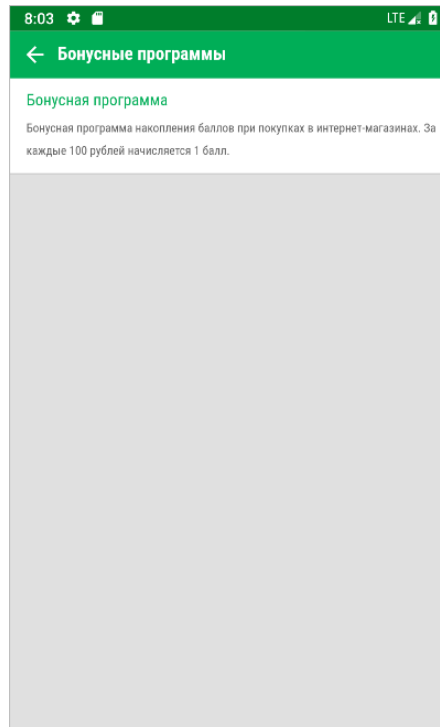 8:03 LTE
Бонусные программы
Бонусная программа
Бонусная программа накопления баллов при покупках в интернет-магазинах. За
каждые 100 рублей начисляется 1 балл.